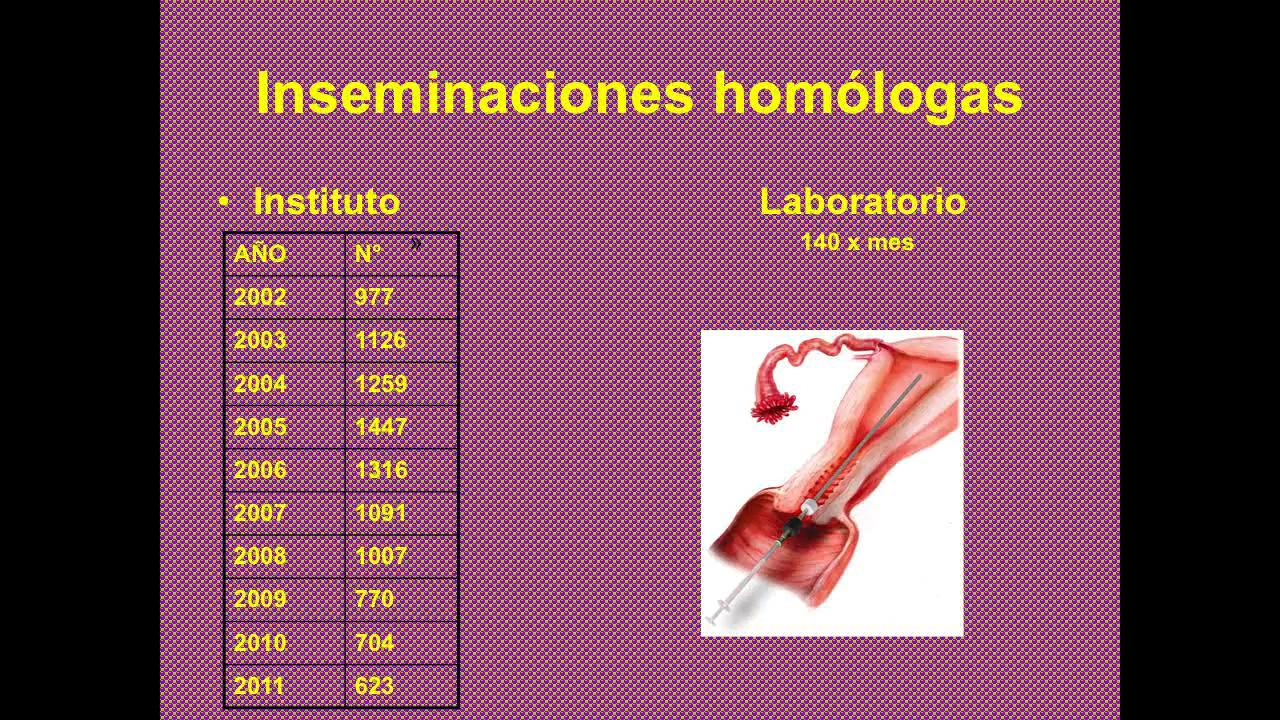 Inseminaciones homólogas
• Instituto
AÑO N° »
2002 977
2003 1126
2004 1259
2005 1447
2006 1316
2007 1091
2008 1007
2009 770
2010 704
2011 623
Laboratorio
140 x mes